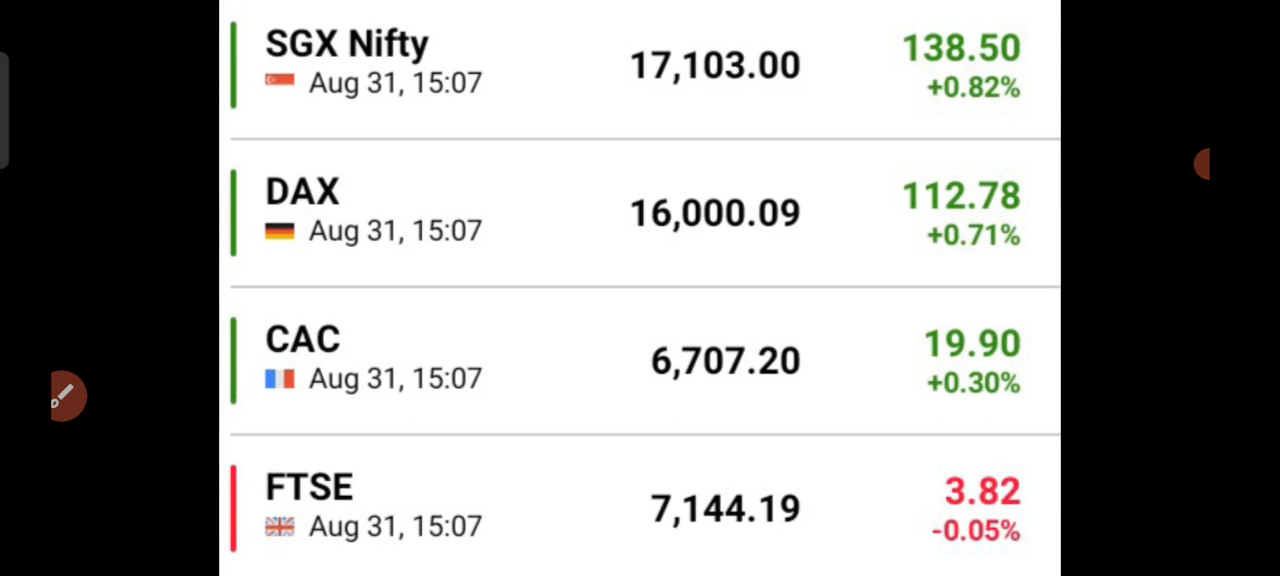 SGX Nifty 17,103.00 138.50
Aug 31, 15:07 +0.82%
DAX 16,000.09 112.78
Aug 31, 15:07 +0.71%
CAC 6,707.20 19.90
Aug 31, 15:07 +0.30%
FTSE 7,144.19 3.82
Aug 31, 15:07 -0.05%